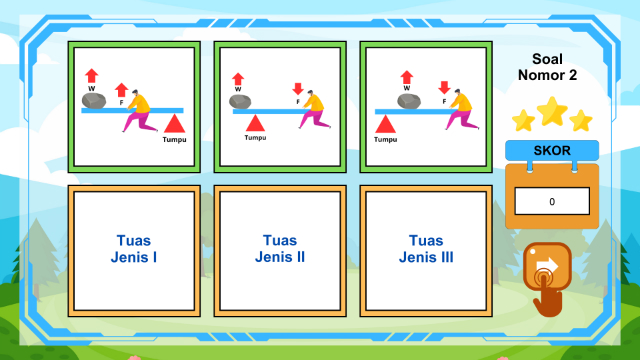 Soal
Nomor 2
W
F
Tumpu
W
F
Tumpu
W
F
Tumpu
SKOR
0
Tuas
Jenis I
Tuas
Jenis II
Tuas
Jenis III